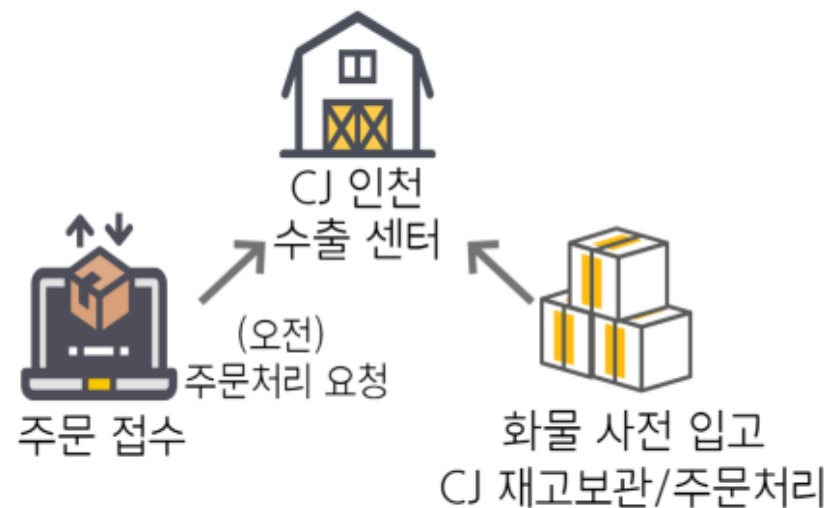 CJ 인천
수출 센터
(오전)
주문처리 요청
주문 접수
화물 사전 입고
CJ 재고보관/주문처리